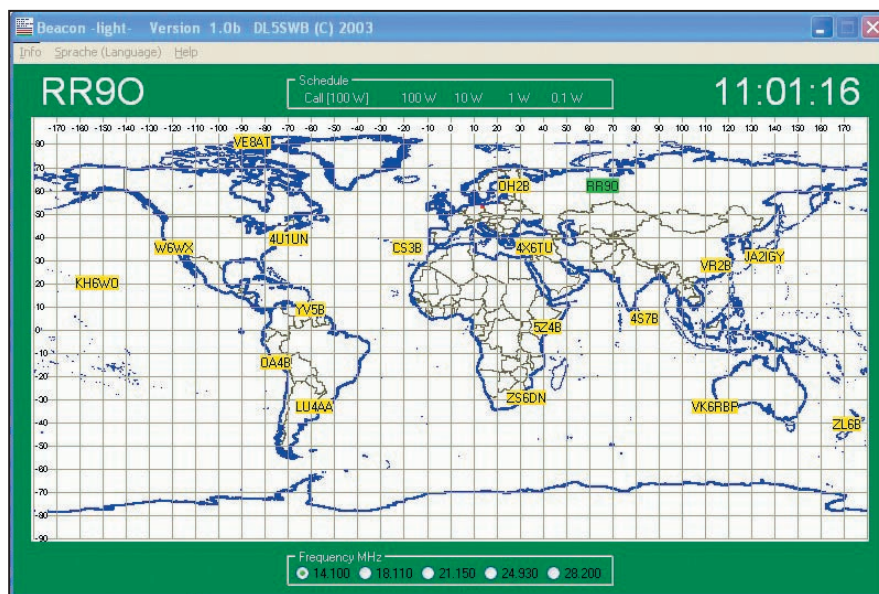 Beacon -light- Version 1.0b DL5SWB (C) 2003
Info Sprache (Language) Help
RR9O
Schedule
Call [100 W] 100 W 10 W 1 W 0.1 W
11:01:16
-170 -160 -150 -140 -130 -120 -110 -100 -90 -80 -70 -60 -50 -40 -30 -20 -10 0 10 20 30 40 50 60 70 80 90 100 110 120 130 140 150 160 170
80
VE8AT
70
60
OH2B
RR9O
50
40
4U1UN
W6WX
CS3B
4X6TU
JA2IGY
30
VR2B
20
KH6WO
10
YV5B
4S7B
0
5Z4B
-10
OA4B
-20
-30
ZS6DN
LU4AA
VK6RBP
-40
ZL6B
-50
-60
-70
-80
-90
Frequency MHz
14.100 18.110 21.150 24.930 28.200